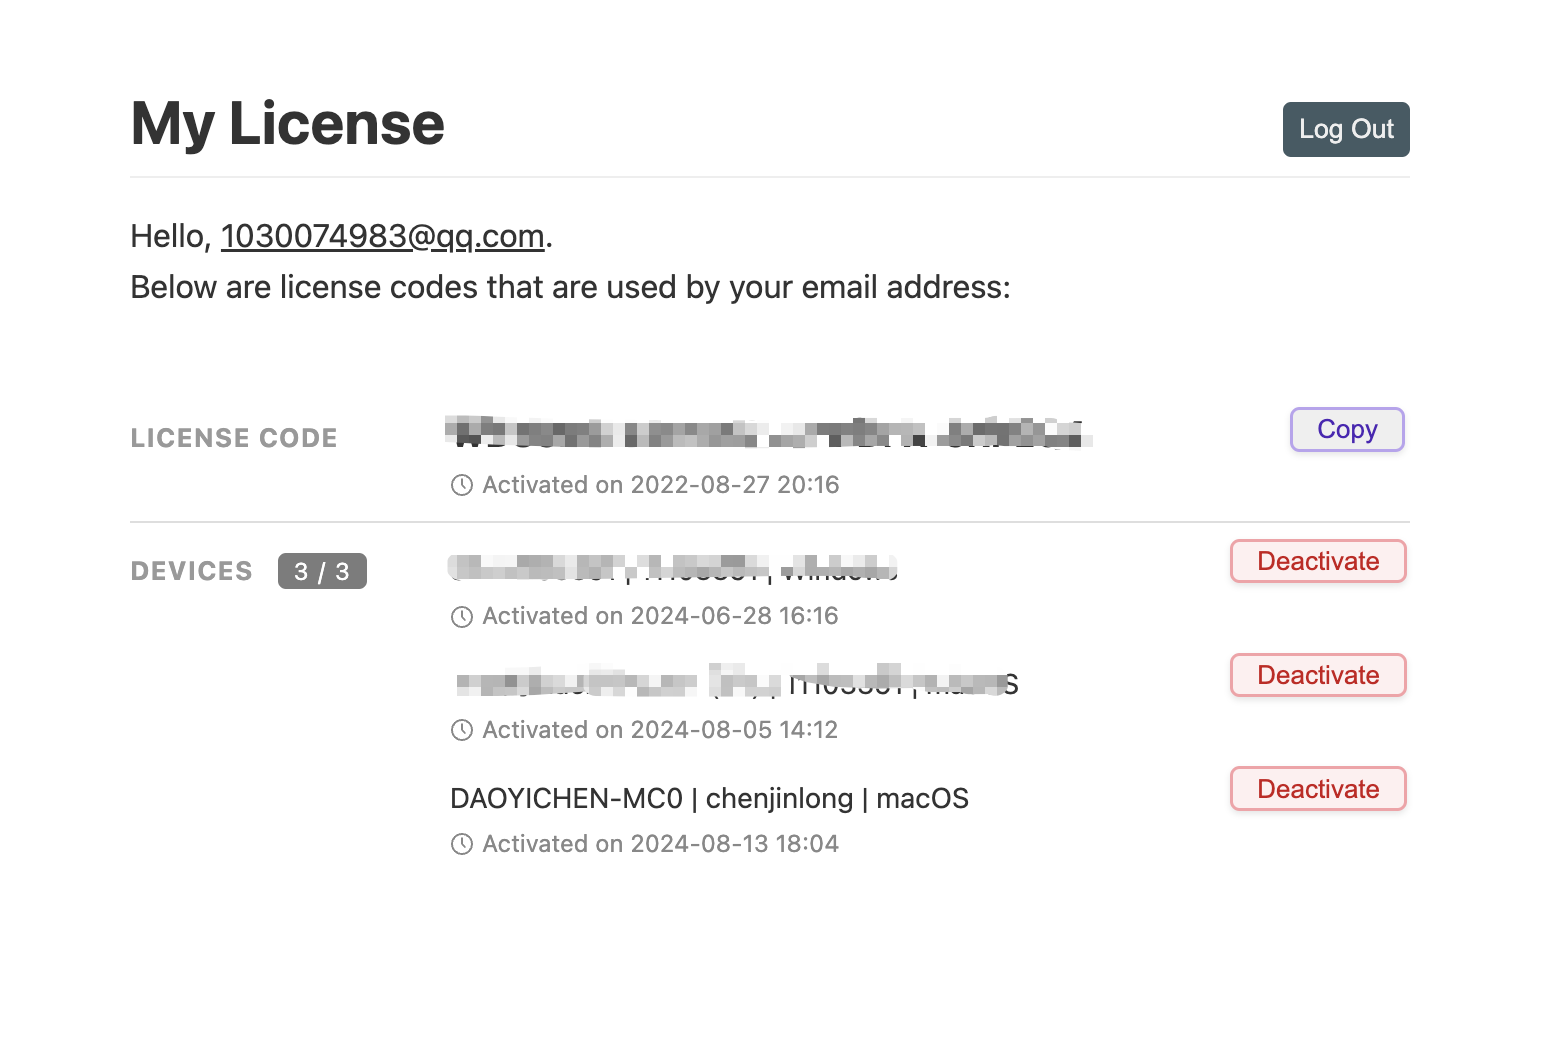 My License
Log Out
Hello, 1030074983@qq.com.
Below are license codes that are used by your email address:
LICENSE CODE
Copy
Activated on 2022-08-27 20:16
DEVICES 3 / 3
Deactivate
Activated on 2024-06-28 16:16
Deactivate
Activated on 2024-08-05 14:12
DAOYICHEN-MC0 | chenjinlong | macOS
Deactivate
Activated on 2024-08-13 18:04